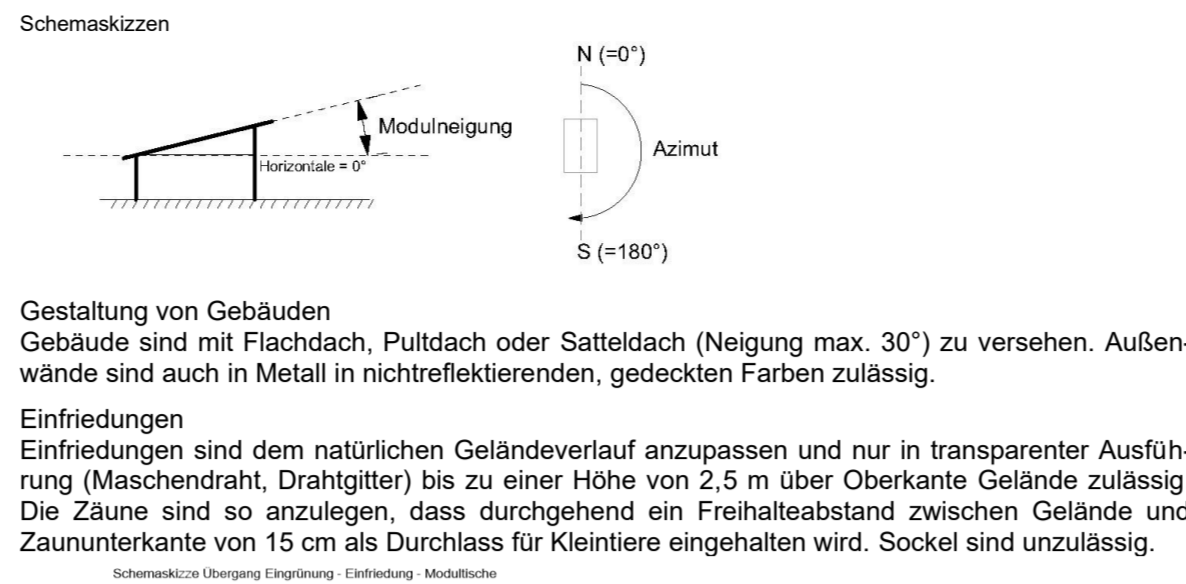 Schemaskizzen
N (=0°)
Modulneigung
Horizontale = 0°
Azimut
S (=180°)
Gestaltung von Gebäuden
Gebäude sind mit Flachdach, Pultdach oder Satteldach (Neigung max. 30°) zu versehen. Außen-
wände sind auch in Metall in nichtreflektierenden, gedeckten Farben zulässig.
Einfriedungen
Einfriedungen sind dem natürlichen Geländeverlauf anzupassen und nur in transparenter Ausfüh-
rung (Maschendraht, Drahtgitter) bis zu einer Höhe von 2,5 m über Oberkante Gelände zulässig
Die Zäune sind so anzulegen, dass durchgehend ein Freihalteabstand zwischen Gelände und
Zaununterkante von 15 cm als Durchlass für Kleintiere eingehalten wird. Sockel sind unzulässig.
Schemaskizze Übergang Eingrünung - Einfriedung - Modultische